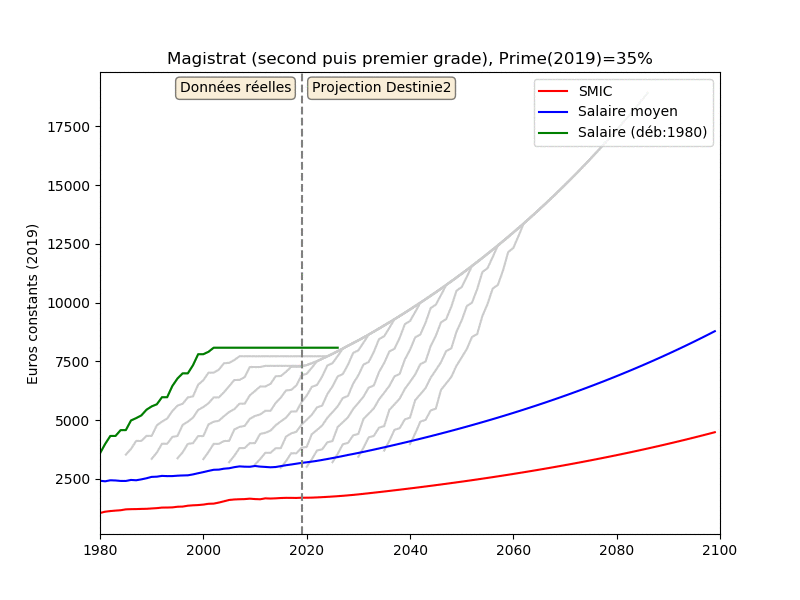 Magistrat (second puis premier grade), Prime(2019)=35%
Données réelles
Projection Destinie2
SMIC
Salaire moyen
Salaire (déb:1980)
Euros constants (2019)
17500
15000
12500
10000
7500
5000
2500
1980 2000 2020 2040 2060 2080 2100